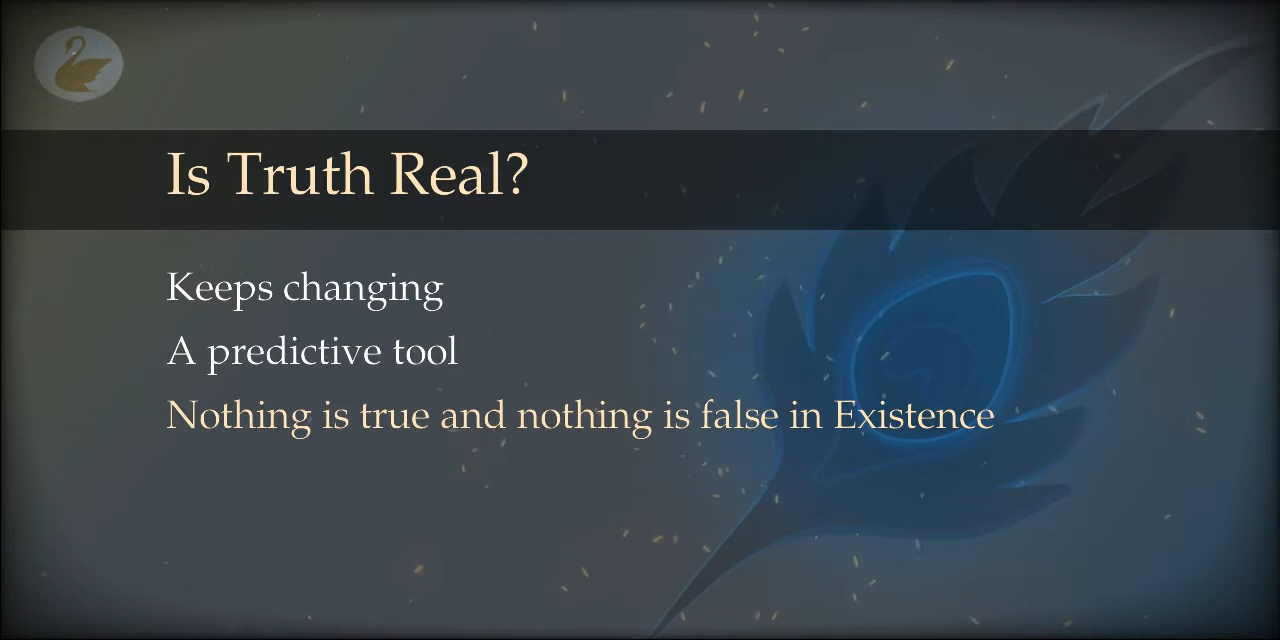 Is Truth Real?
Keeps changing
A predictive tool
Nothing is true and nothing is false in Existence